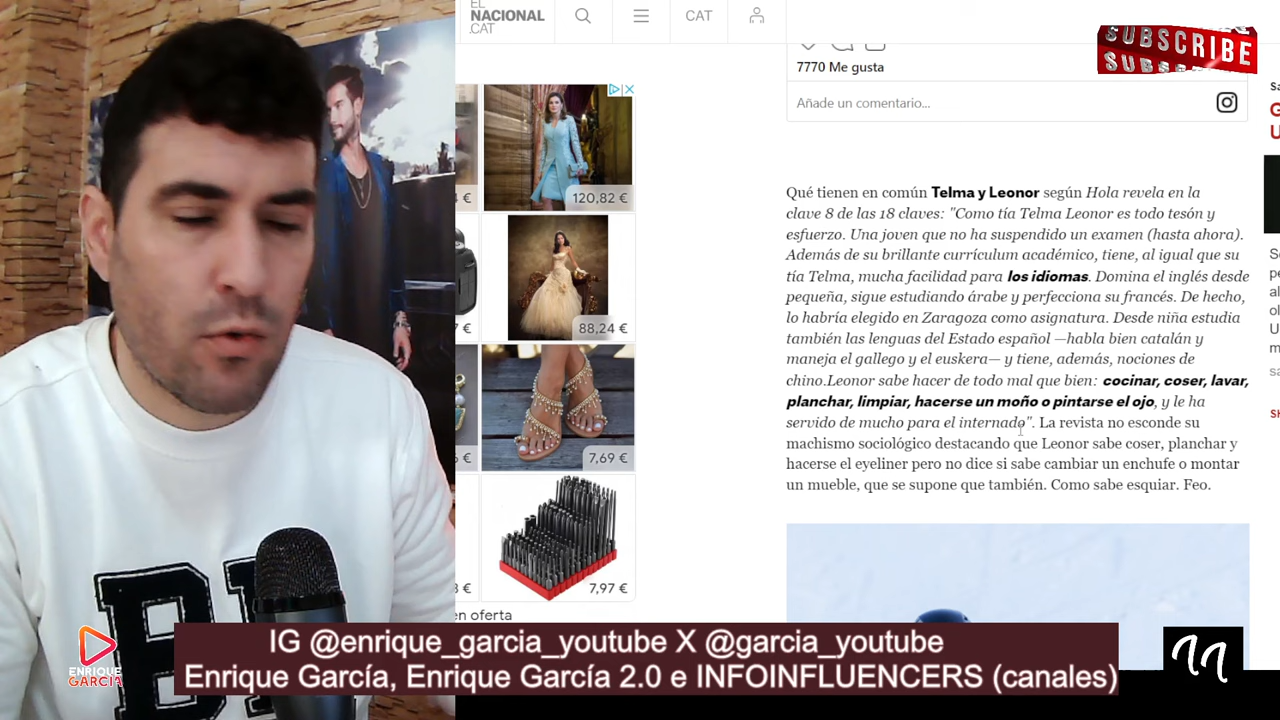 EL
NACIONAL
.CAT
CAT
SUBSCRIBE
7770 Me gusta
Añade un comentario...
120,82 €
88,24 €
7,69 €
7,97 €
en oferta
Qué tienen en común Telma y Leonor según Hola revela en la
clave 8 de las 18 claves: "Como tía Telma Leonor es todo tesón y
esfuerzo. Una joven que no ha suspendido un examen (hasta ahora).
Además de su brillante currículum académico, tiene, al igual que su
tía Telma, mucha facilidad para los idiomas. Domina el inglés desde
pequeña, sigue estudiando árabe y perfecciona su francés. De hecho,
lo habría elegido en Zaragoza como asignatura. Desde niña estudia
también las lenguas del Estado español —habla bien catalán y
maneja el gallego y el euskera— y tiene, además, nociones de
chino.Leonor sabe hacer de todo mal que bien: cocinar, coser, lavar,
planchar, limpiar, hacerse un moño o pintarse el ojo, y le ha
servido de mucho para el internado". La revista no esconde su
machismo sociológico destacando que Leonor sabe coser, planchar y
hacerse el eyeliner pero no dice si sabe cambiar un enchufe o montar
un mueble, que se supone que también. Como sabe esquiar. Feo.
IG @enrique_garcia_youtube X @garcia_youtube
Enrique García, Enrique García 2.0 e INFOINFLUENCERS (canales)
ENRIQUE
GARCÍA